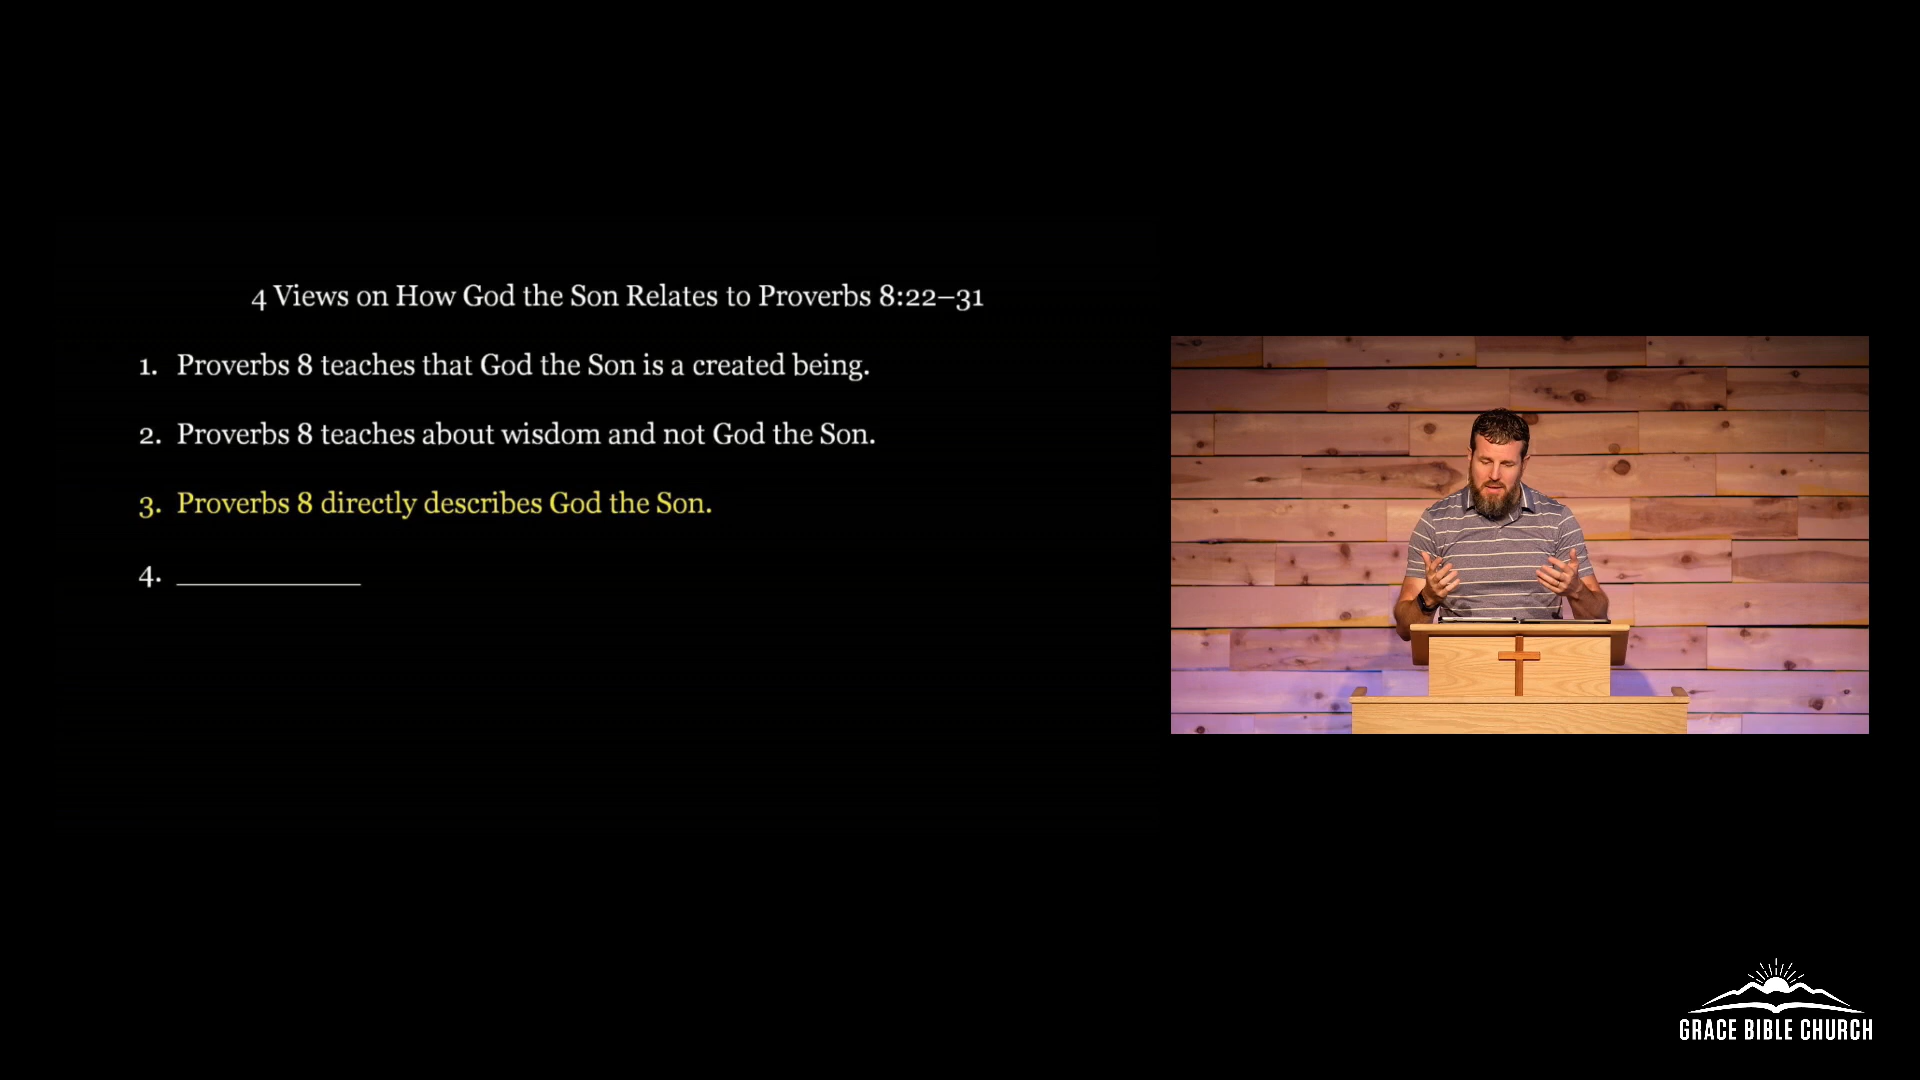 4 Views on How God the Son Relates to Proverbs 8:22–31
1. Proverbs 8 teaches that God the Son is a created being.
2. Proverbs 8 teaches about wisdom and not God the Son.
3. Proverbs 8 directly describes God the Son.
4. ____________
GRACE BIBLE CHURCH